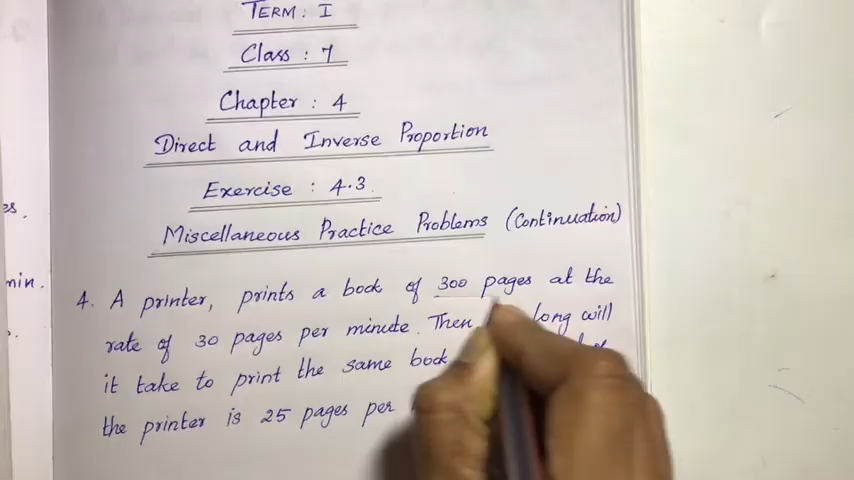 TERM : I
Class : 7
Chapter : 4
Direct and Inverse Proportion
Exercise : 4.3
Miscellaneous Practice Problems (Continuation)
4. A printer, prints a book of 300 pages at the
rate of 30 pages per minute. Then long will
it take to print the same book
the printer is 25 pages per
es.
min.